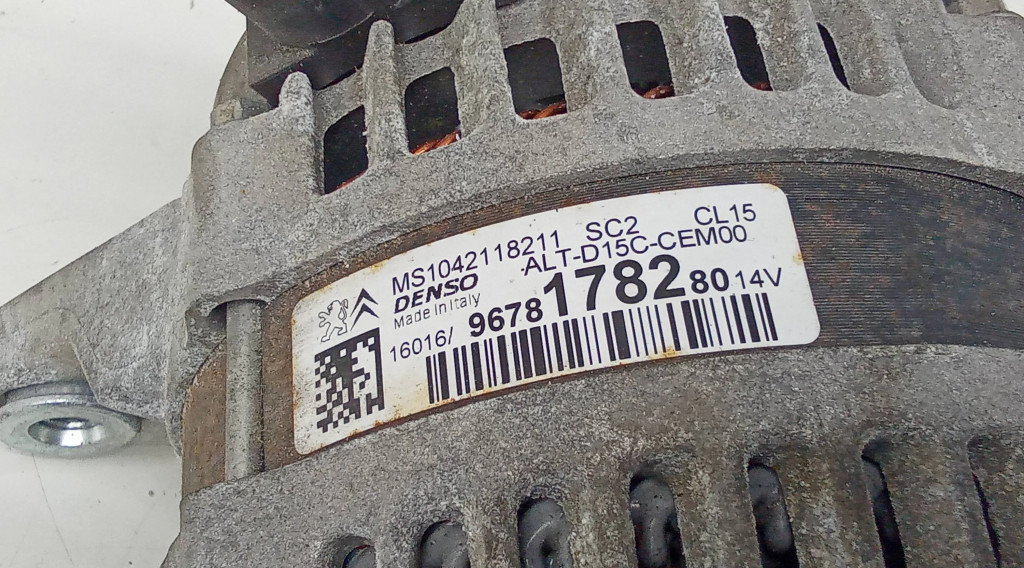 MS1042118211 SC2 CL15
DENSO ALT-D15C-CEM00
Made in Italy
16016/ 9678178280 14V